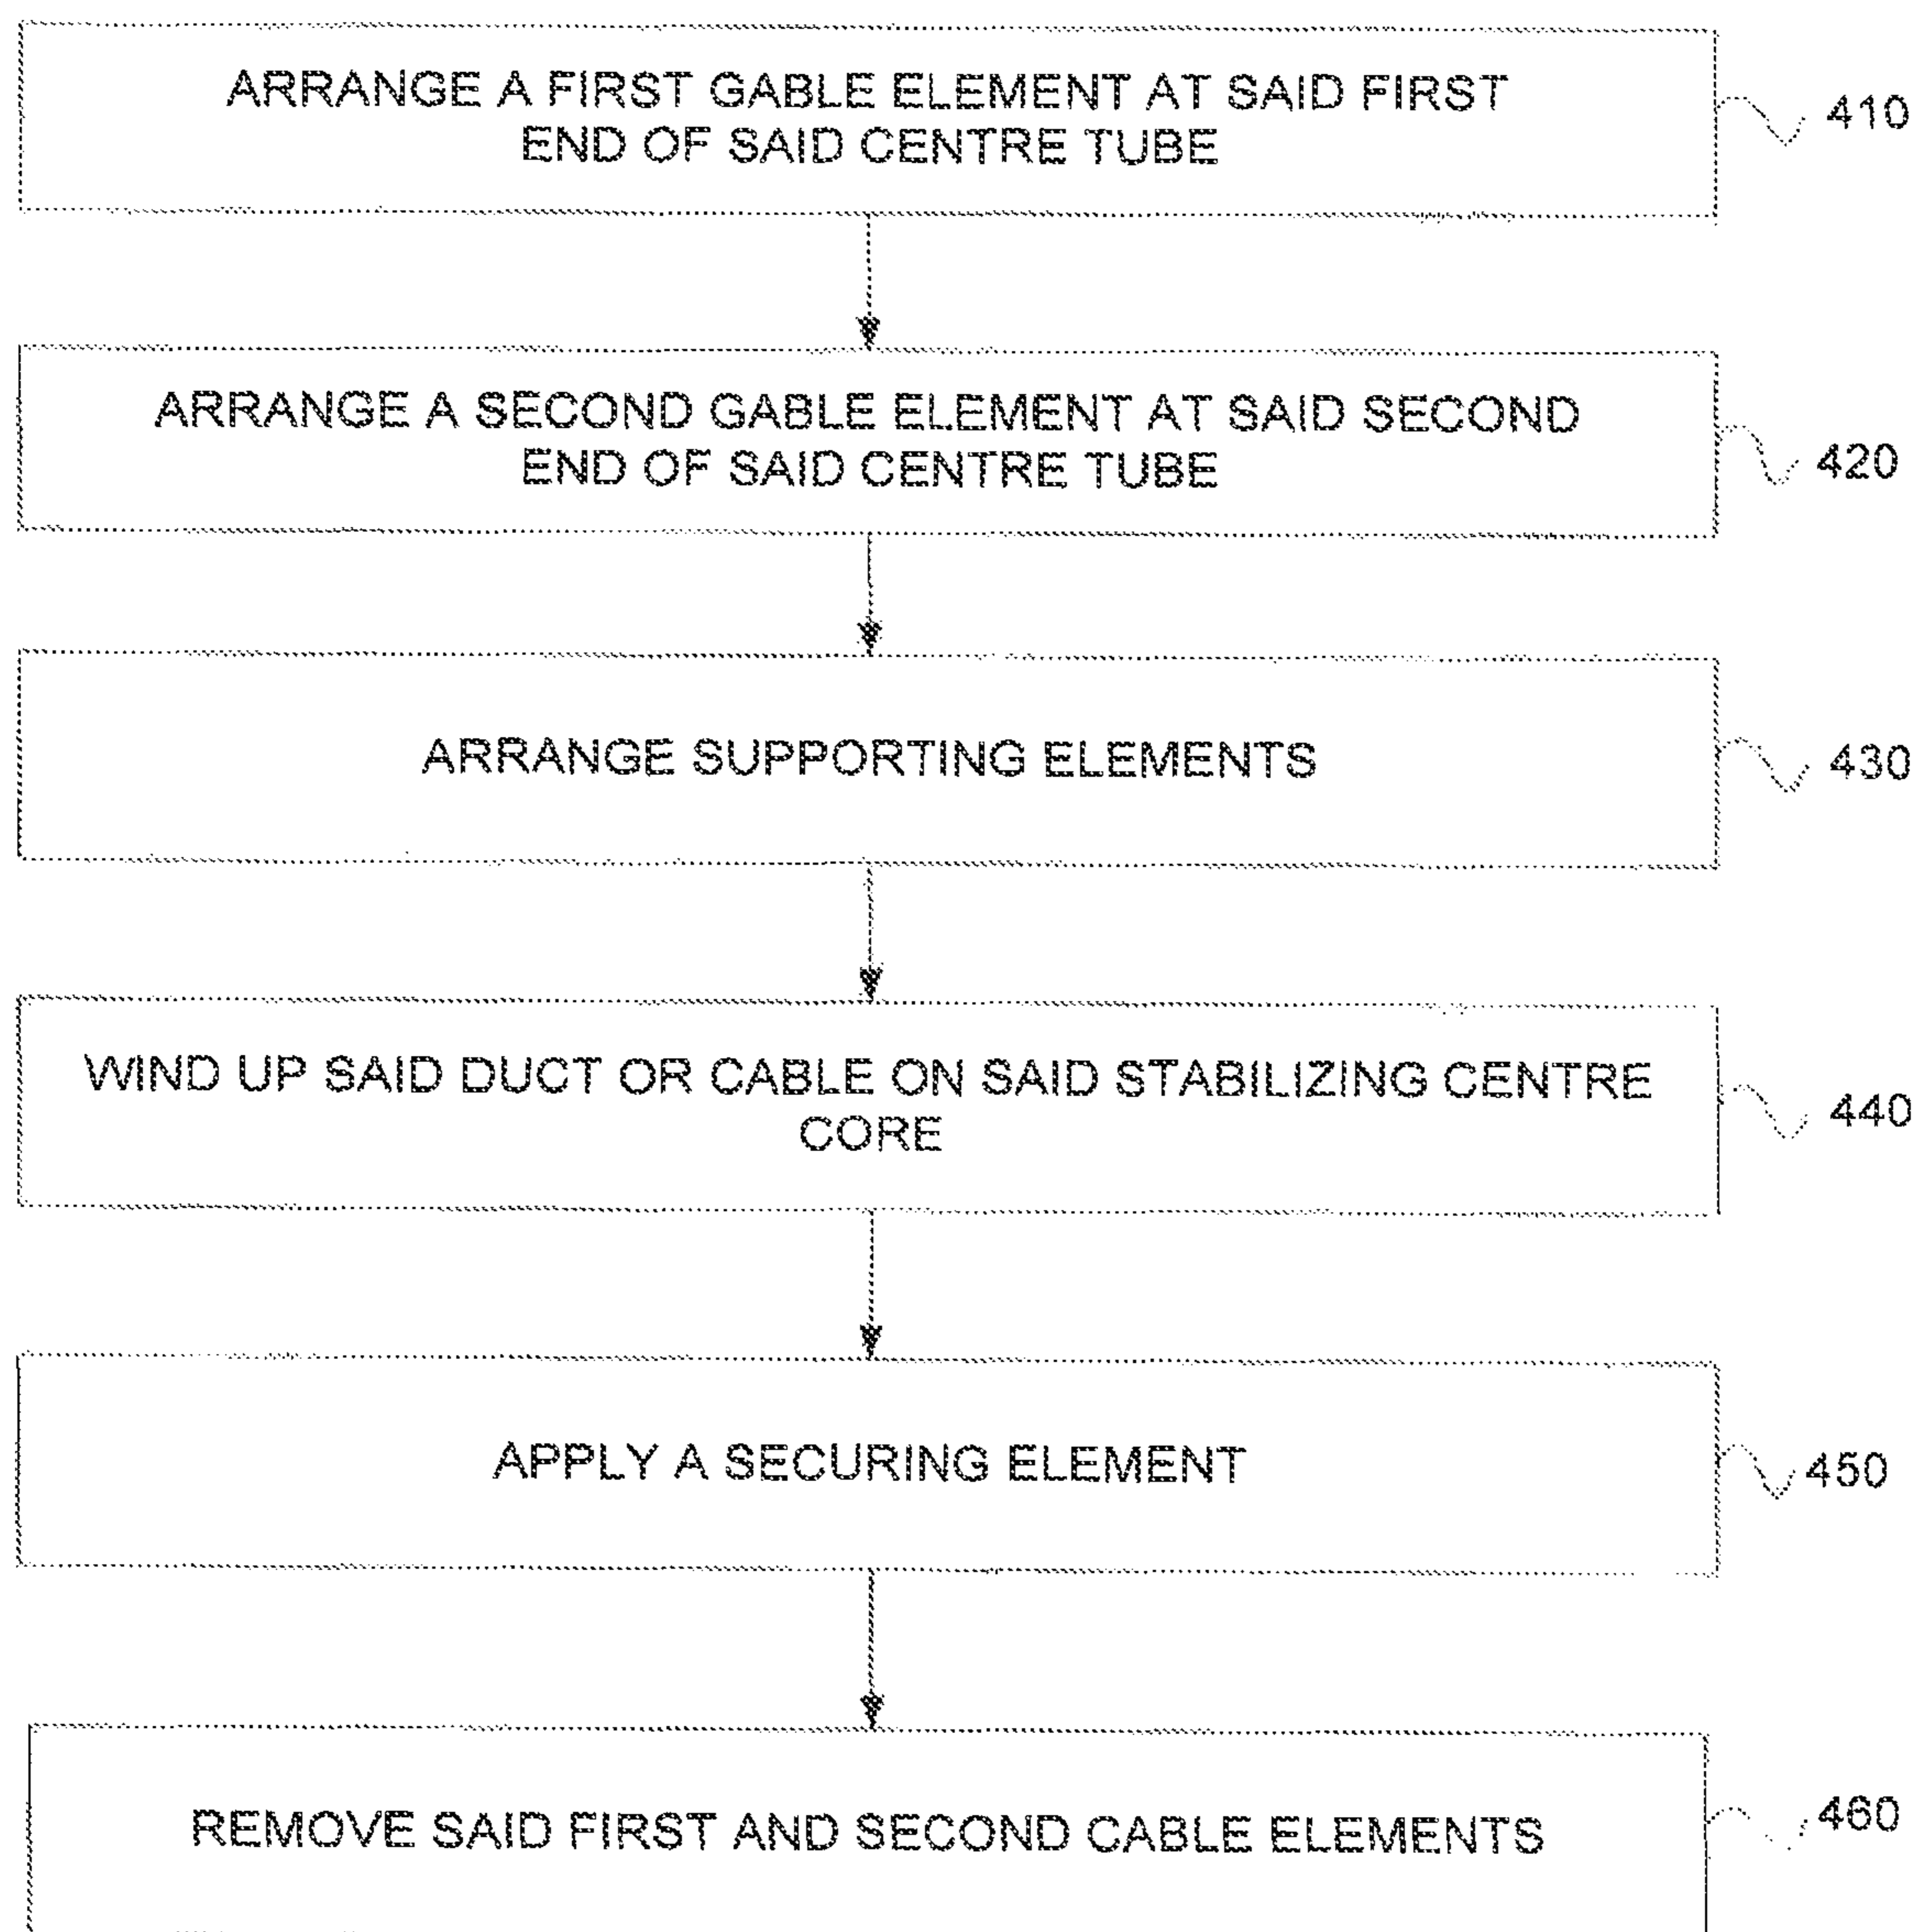 ARRANGE A FIRST GABLE ELEMENT AT SAID FIRST
END OF SAID CENTRE TUBE
410
ARRANGE A SECOND GABLE ELEMENT AT SAID SECOND
END OF SAID CENTRE TUBE
420
ARRANGE SUPPORTING ELEMENTS
430
WIND UP SAID DUCT OR CABLE ON SAID STABILIZING CENTRE
CORE
440
APPLY A SECURING ELEMENT
450
REMOVE SAID FIRST AND SECOND CABLE ELEMENTS
460